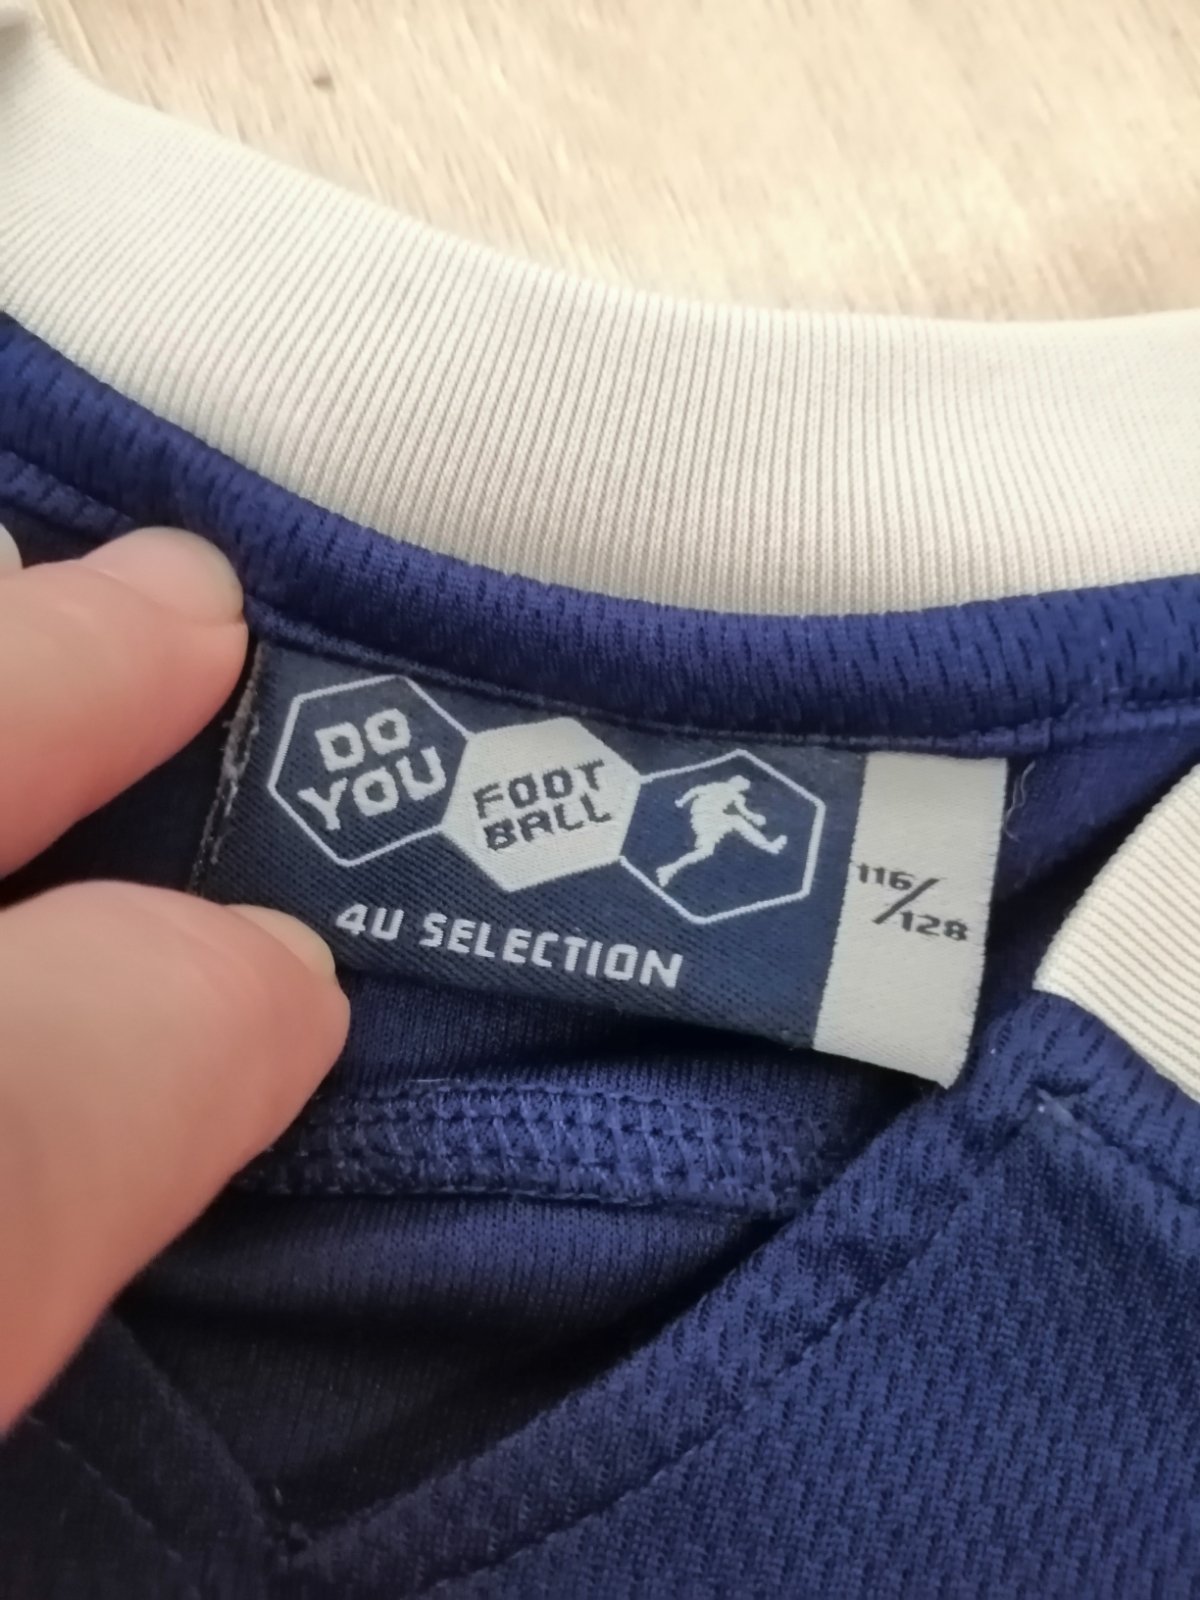 DO
YOU
FOOT
BALL
4U SELECTION
116/
128